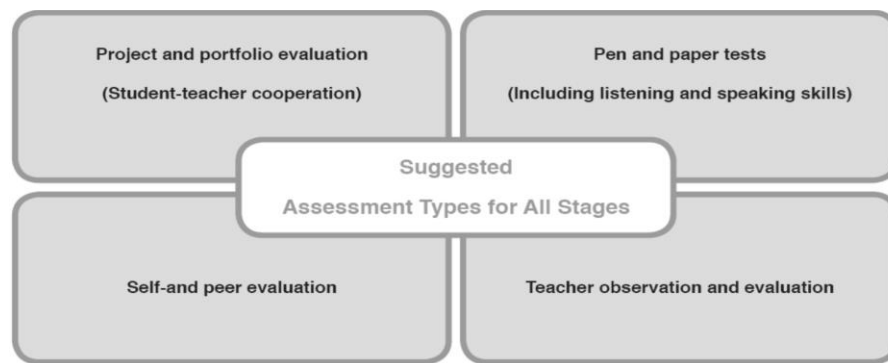 Project and portfolio evaluation
(Student-teacher cooperation)
Pen and paper tests
(Including listening and speaking skills)
Suggested
Assessment Types for All Stages
Self-and peer evaluation
Teacher observation and evaluation